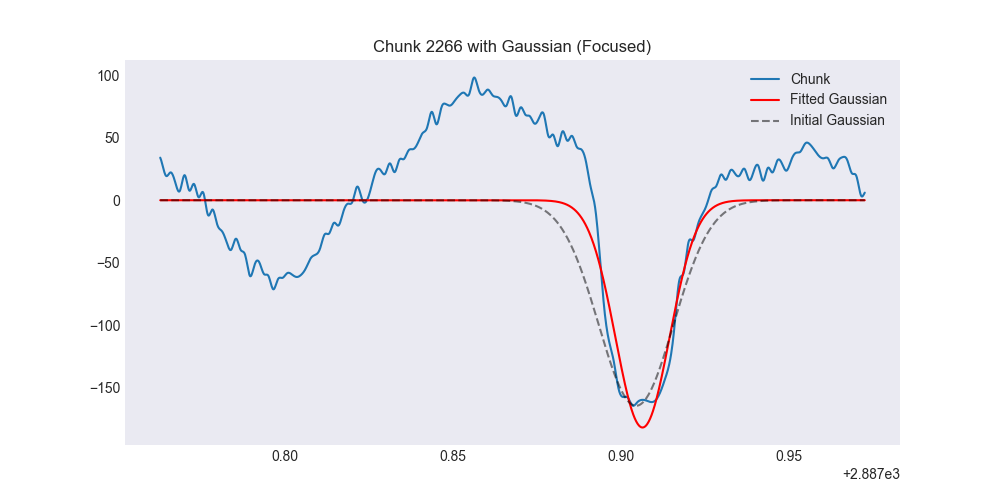 Chunk 2266 with Gaussian (Focused)
100
50
0
−50
−100
−150
Chunk
Fitted Gaussian
Initial Gaussian
0.80 0.85 0.90 0.95
+2.887e3